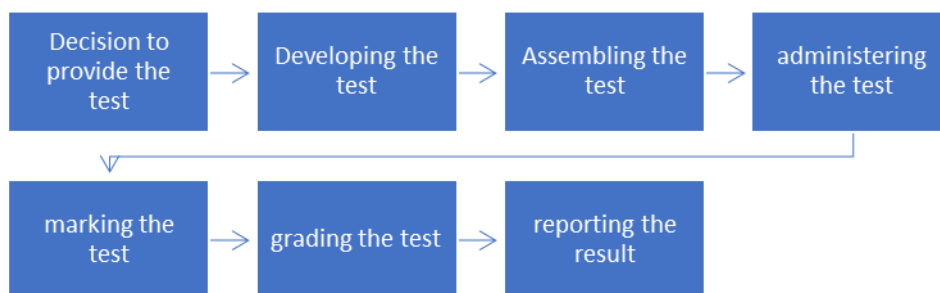 Decision to
provide the
test
Developing the
test
Assembling the
test
administering
the test
marking the
test
grading the test
reporting the
result